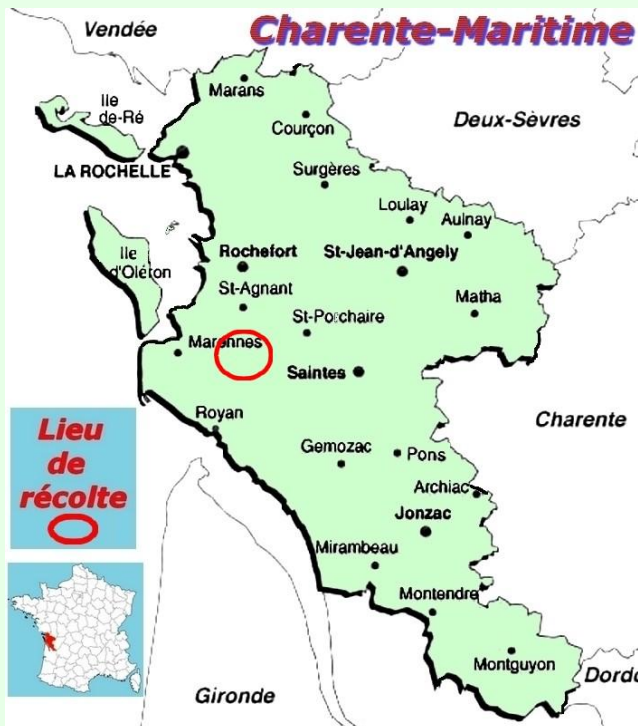 Charente-Maritime
Vendée
Marans
Ile
de-Ré
Courçon
Deux-Sèvres
LA ROCHELLE
Surgères
Loulay
Aulnay
Ile
d'Oléron
Rochefort
St-Jean-d'Angely
St-Agnant
Matha
St-Porchaire
Marennes
Saintes
Royan
Charente
Lieu
de
récolte
Gemozac
Pons
Archiac
Jonzac
Mirambeau
Montendre
Montguyon
Dordo
Gironde